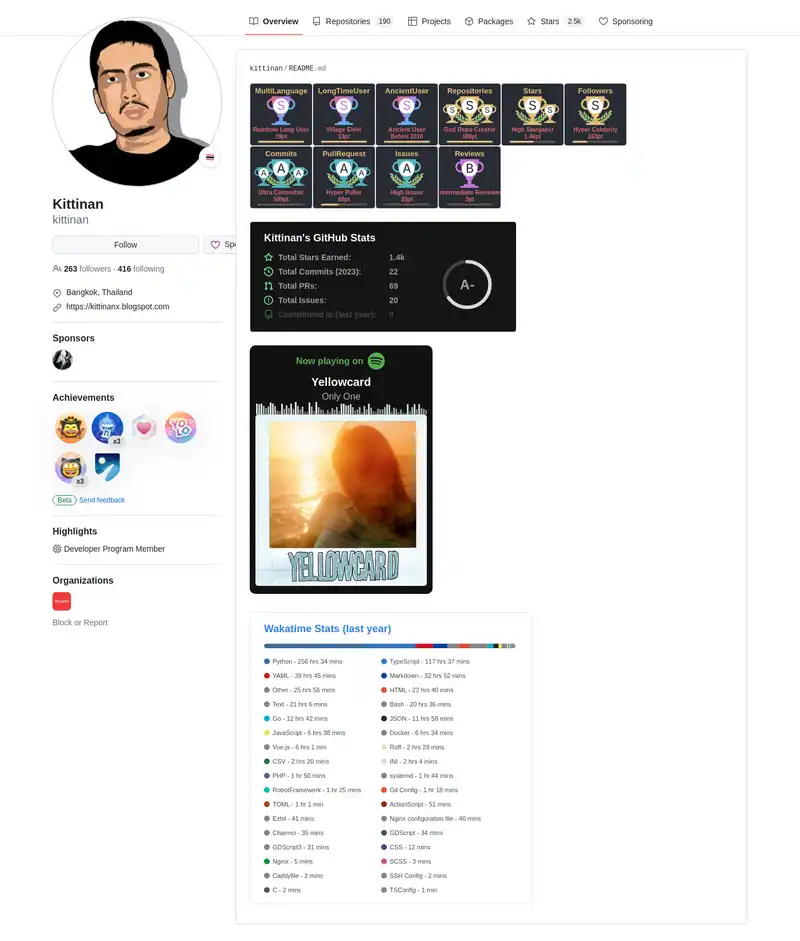 Overview
Repositories 190
Projects
Packages
Stars 2.5k
Sponsoring
Kittinan
kittinan
Follow
Spo
263 followers · 416 following
Bangkok, Thailand
https://kittinanx.blogspot.com
Sponsors
Achievements
x3
YOLO
x3
Beta Send feedback
Highlights
Developer Program Member
Organizations
Block or Report
kittinan/README.md
MultiLanguage
S
Rainbow Lang User
19pt
LongTimeUser
S
Village Elder
13pt
AncientUser
S
Ancient User
Before 2010
Repositories
S S S
God Repo Creator
189pt
Stars
S S
High Stargazer
1.4kpt
Followers
S
Hyper Celebrity
263pt
Commits
A A A
Ultra Committer
509pt
PullRequest
A A
Hyper Puller
69pt
Issues
A
High Issuer
20pt
Reviews
B
ntermediate Reviewer
3pt
Kittinan's GitHub Stats
Total Stars Earned: 1.4k
Total Commits (2023): 22
Total PRs: 69
Total Issues: 20
Contributed to (last year): 0
A-
Now playing on
Yellowcard
Only One
YELLOWCARD
Wakatime Stats (last year)
Python - 256 hrs 34 mins
TypeScript - 117 hrs 37 mins
YAML - 39 hrs 45 mins
Markdown - 32 hrs 52 mins
Other - 25 hrs 56 mins
HTML - 22 hrs 40 mins
Text - 21 hrs 6 mins
Bash - 20 hrs 36 mins
Go - 12 hrs 42 mins
JSON - 11 hrs 58 mins
JavaScript - 6 hrs 38 mins
Docker - 6 hrs 34 mins
Vue.js - 6 hrs 1 min
Roff - 2 hrs 28 mins
CSV - 2 hrs 20 mins
INI - 2 hrs 4 mins
PHP - 1 hr 50 mins
systemd - 1 hr 44 mins
RobotFramework - 1 hr 25 mins
Git Config - 1 hr 18 mins
TOML - 1 hr 1 min
ActionScript - 51 mins
Ezhil - 41 mins
Nginx configuration file - 40 mins
Charmci - 35 mins
GDScript - 34 mins
GDScript3 - 31 mins
CSS - 12 mins
Nginx - 5 mins
SCSS - 3 mins
Caddyfile - 2 mins
SSH Config - 2 mins
C - 2 mins
TSConfig - 1 min